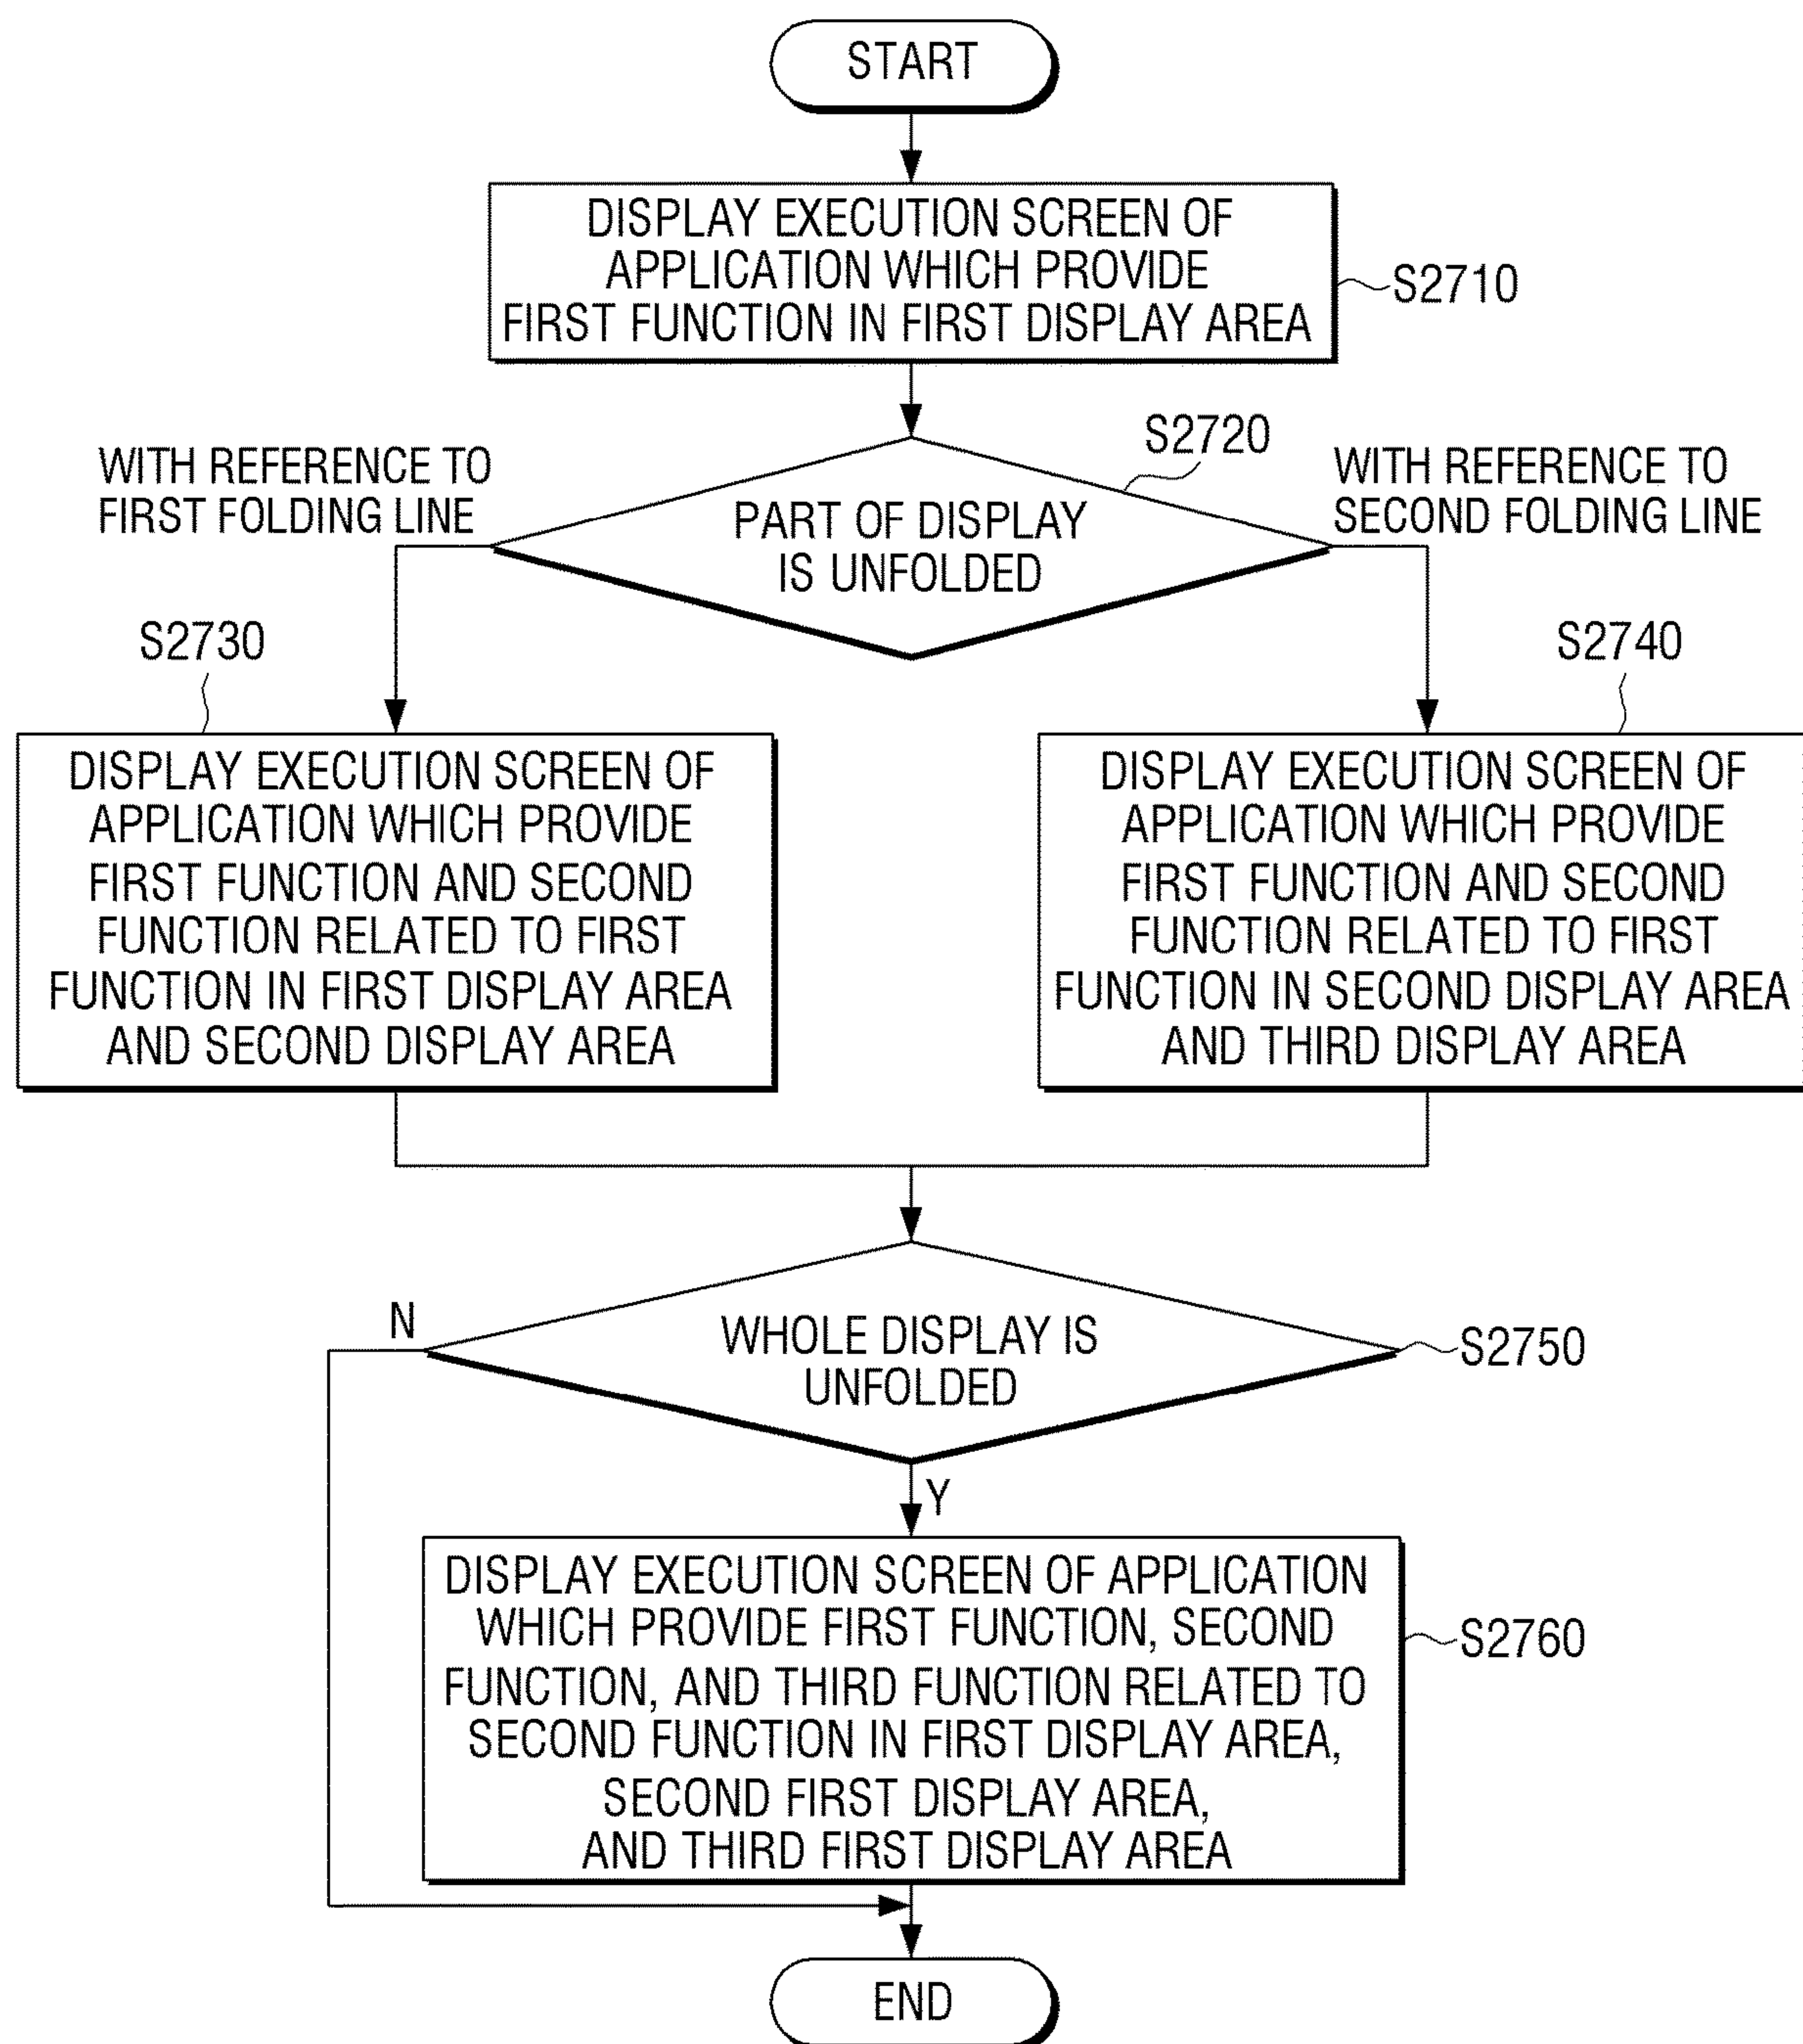 START
DISPLAY EXECUTION SCREEN OF
APPLICATION WHICH PROVIDE
FIRST FUNCTION IN FIRST DISPLAY AREA
S2710
S2720
WITH REFERENCE TO
FIRST FOLDING LINE
WITH REFERENCE TO
SECOND FOLDING LINE
PART OF DISPLAY
IS UNFOLDED
S2730
S2740
DISPLAY EXECUTION SCREEN OF
APPLICATION WHICH PROVIDE
FIRST FUNCTION AND SECOND
FUNCTION RELATED TO FIRST
FUNCTION IN FIRST DISPLAY AREA
AND SECOND DISPLAY AREA
DISPLAY EXECUTION SCREEN OF
APPLICATION WHICH PROVIDE
FIRST FUNCTION AND SECOND
FUNCTION RELATED TO FIRST
FUNCTION IN SECOND DISPLAY AREA
AND THIRD DISPLAY AREA
N
WHOLE DISPLAY IS
UNFOLDED
S2750
Y
DISPLAY EXECUTION SCREEN OF APPLICATION
WHICH PROVIDE FIRST FUNCTION, SECOND
FUNCTION, AND THIRD FUNCTION RELATED TO
SECOND FUNCTION IN FIRST DISPLAY AREA,
SECOND FIRST DISPLAY AREA,
AND THIRD FIRST DISPLAY AREA
S2760
END